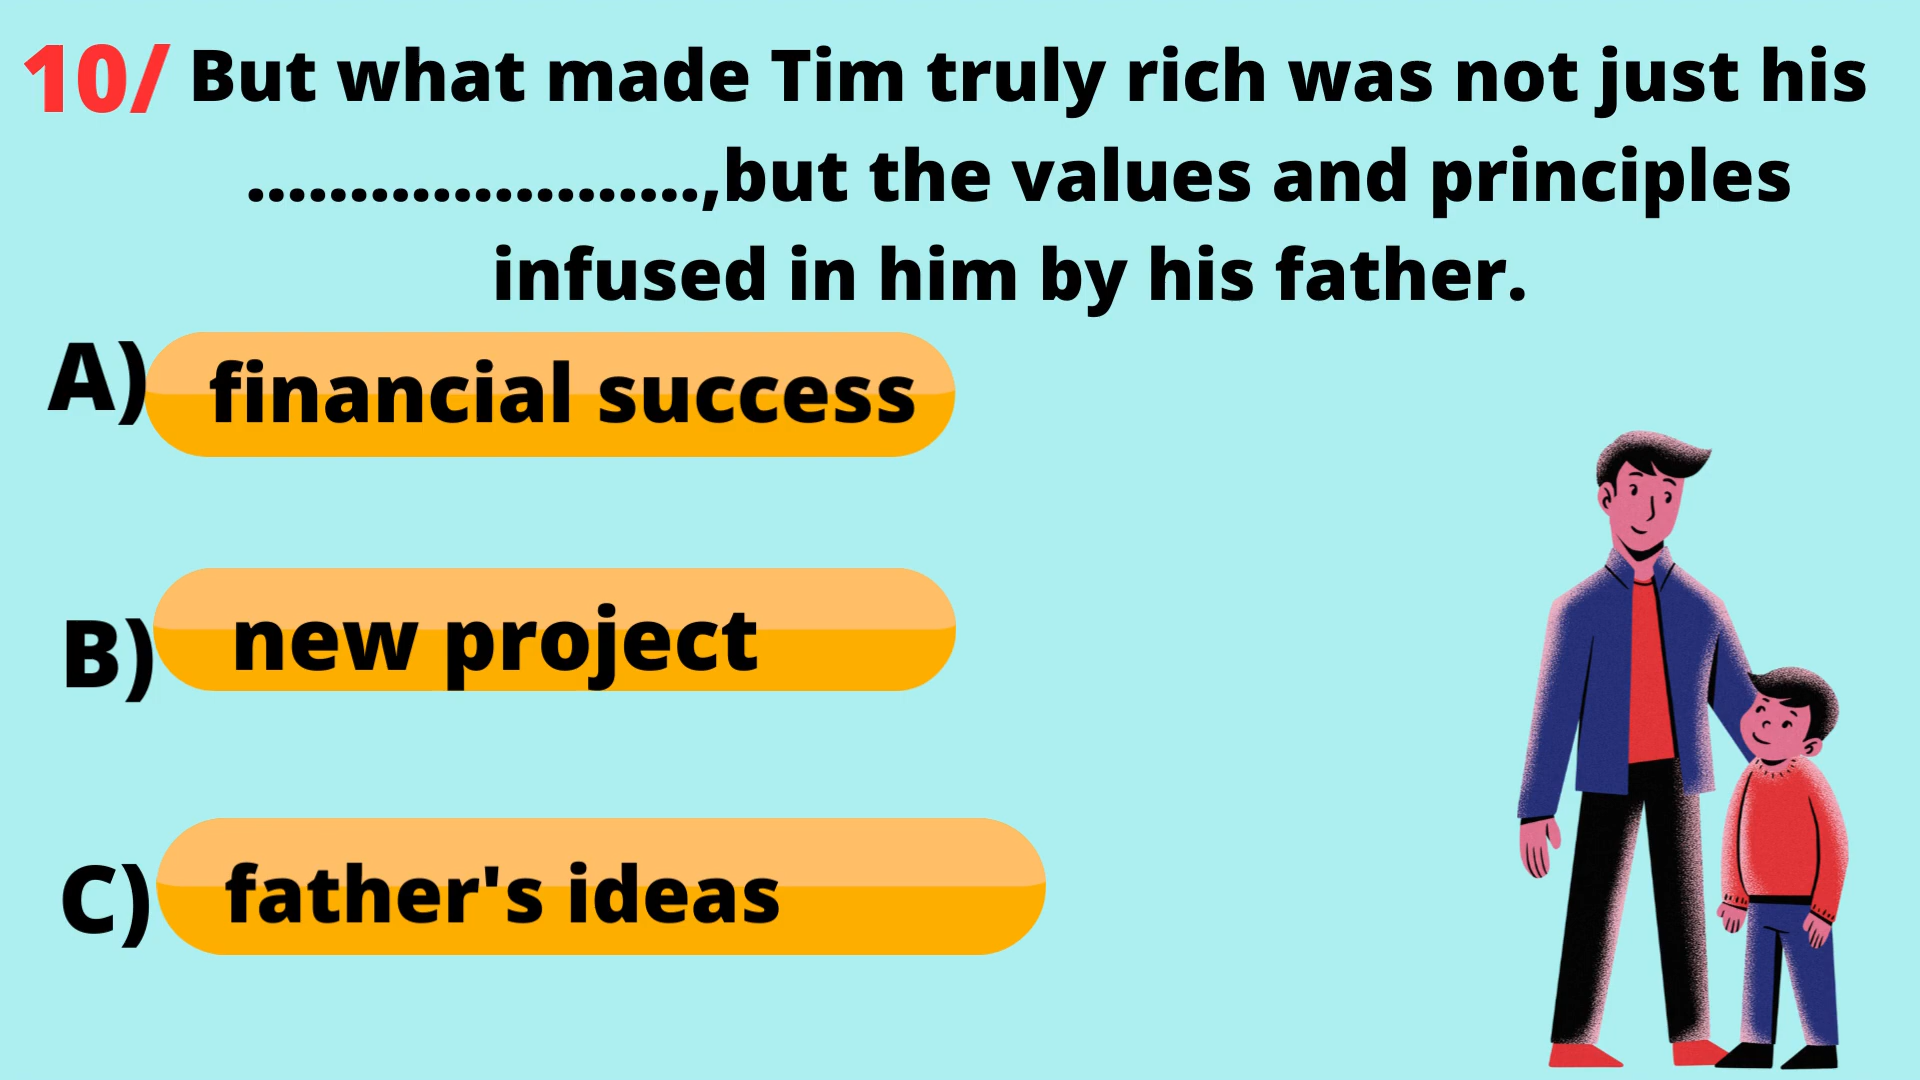 10/ But what made Tim truly rich was not just his
......................,but the values and principles
infused in him by his father.
A) financial success
B) new project
C) father's ideas